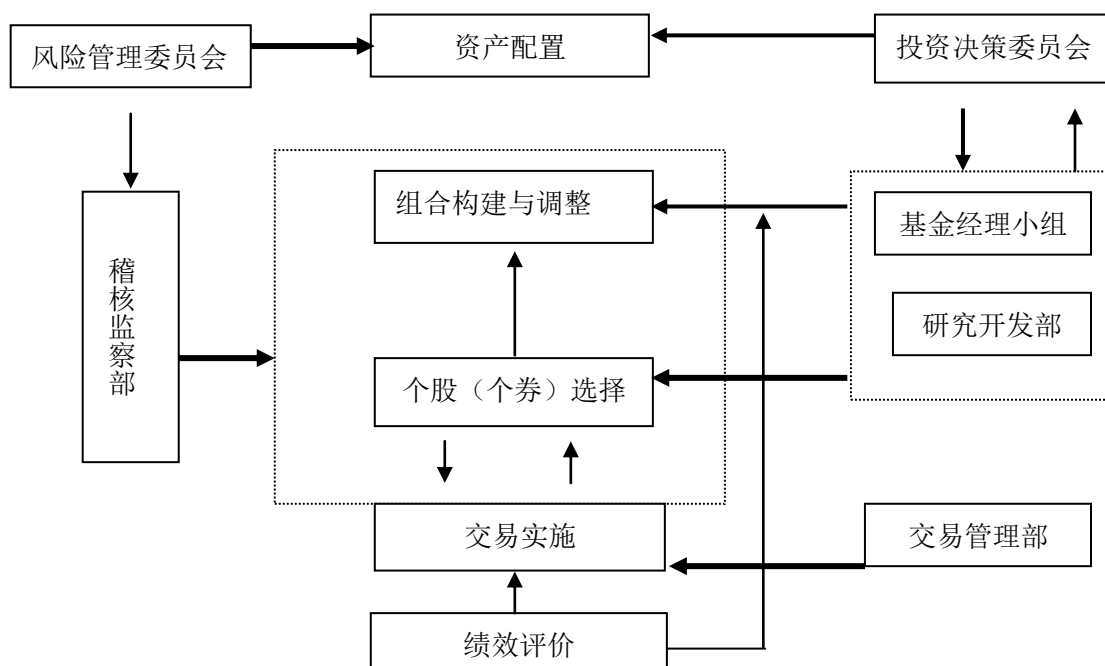 风险管理委员会
资产配置
投资决策委员会
组合构建与调整
基金经理小组
稽核监察部
研究开发部
个股（个券）选择
交易实施
交易管理部
绩效评价